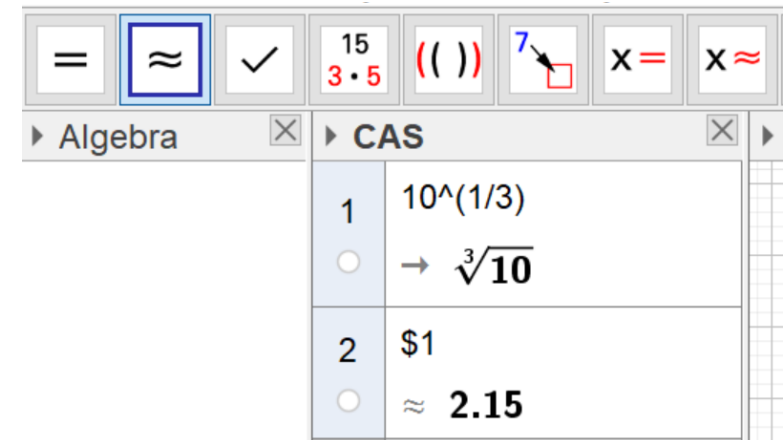 = ≈ ✓ 15 (( )) 7 x = x ≈
3 • 5
Algebra
CAS
1
10^(1/3)
→ ∛10
2
$1
≈ 2.15